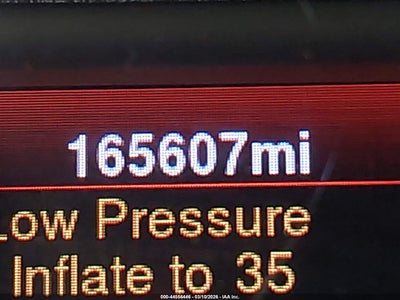 165607mi
Low Pressure
Inflate to 35
000-44556446 - 03/10/2026 - IAA Inc.